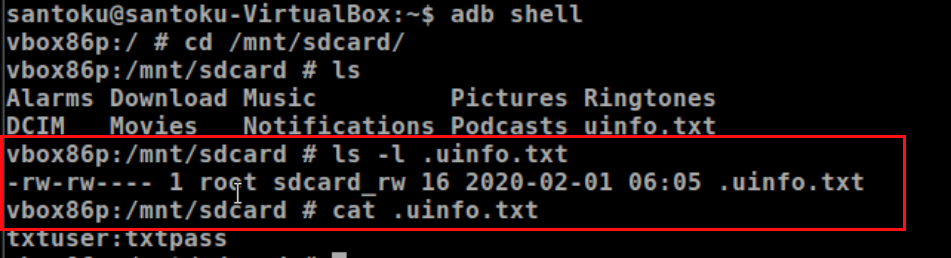 santoku@santoku-VirtualBox:~$ adb shell
vbox86p:/ # cd /mnt/sdcard/
vbox86p:/mnt/sdcard # ls
Alarms Download Music         Pictures Ringtones
DCIM   Movies   Notifications Podcasts uinfo.txt
vbox86p:/mnt/sdcard # ls -l .uinfo.txt
-rw-rw---- 1 root sdcard_rw 16 2020-02-01 06:05 .uinfo.txt
vbox86p:/mnt/sdcard # cat .uinfo.txt
txtuser:txtpass